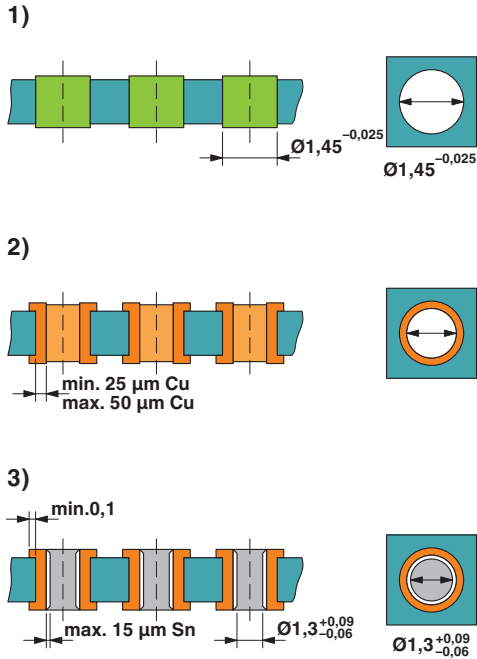 1)
Ø1,45-0,025
Ø1,45-0,025
2)
min. 25 µm Cu
max. 50 µm Cu
3)
min.0,1
max. 15 µm Sn
Ø1,3+0,09-0,06
Ø1,3+0,09-0,06